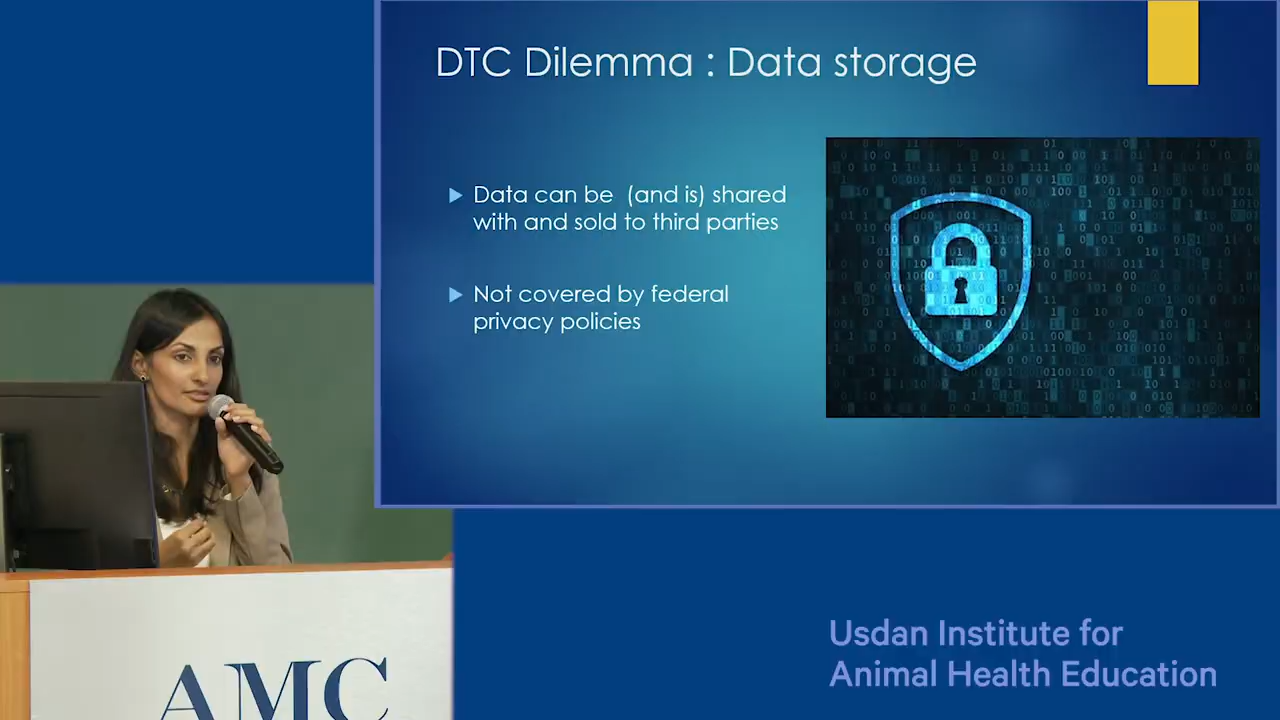 DTC Dilemma : Data storage
Data can be (and is) shared
with and sold to third parties
Not covered by federal
privacy policies
AMC
Usdan Institute for
Animal Health Education